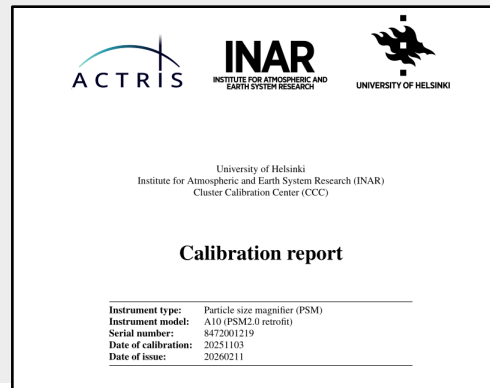 ACTRIS
INAR
INSTITUTE FOR ATMOSPHERIC AND
EARTH SYSTEM RESEARCH
UNIVERSITY OF HELSINKI
University of Helsinki
Institute for Atmospheric and Earth System Research (INAR)
Cluster Calibration Center (CCC)
Calibration report
Instrument type: Particle size magnifier (PSM)
Instrument model: A10 (PSM2.0 retrofit)
Serial number: 8472001219
Date of calibration: 20251103
Date of issue: 20260211